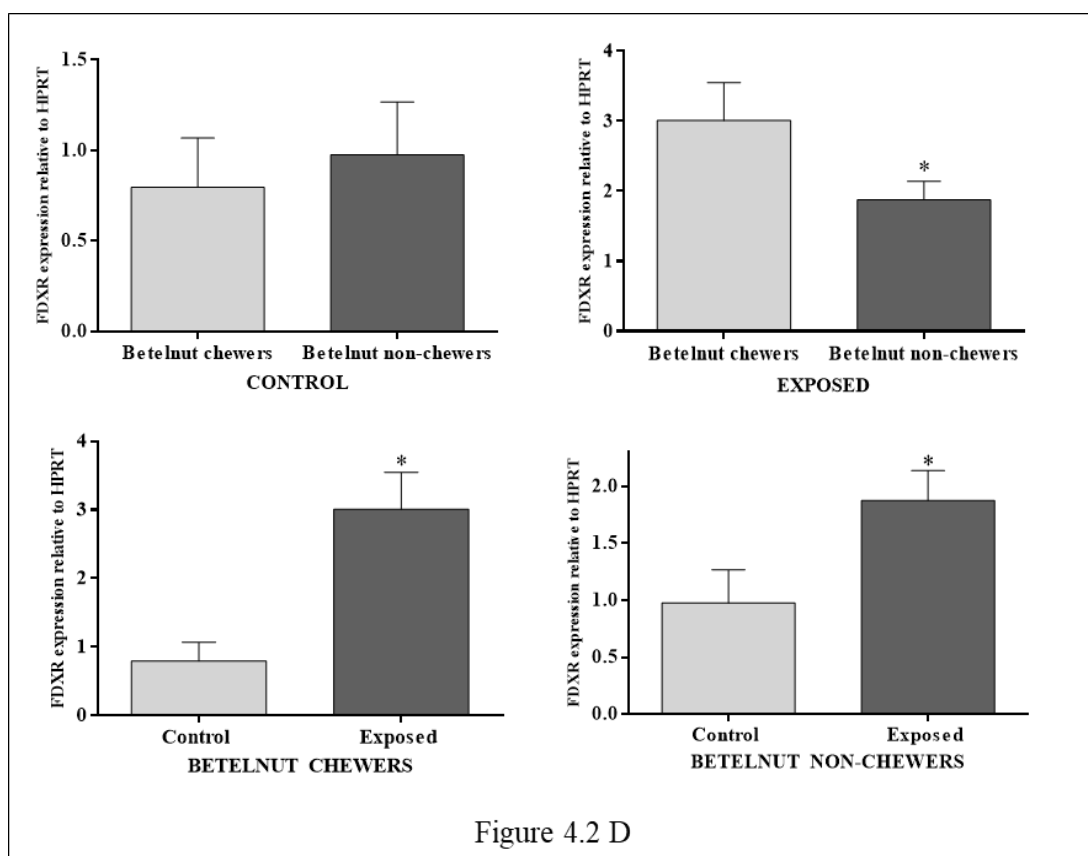 FDXR expression relative to HPRT
1.5
1.0
0.5
0.0
Betelnut chewers Betelnut non-chewers
CONTROL
FDXR expression relative to HPRT
4
3
2
1
0
*
Betelnut chewers Betelnut non-chewers
EXPOSED
FDXR expression relative to HPRT
4
3
2
1
0
*
Control Exposed
BETELNUT CHEWERS
FDXR expression relative to HPRT
2.0
1.5
1.0
0.5
0.0
*
Control Exposed
BETELNUT NON-CHEWERS
Figure 4.2 D